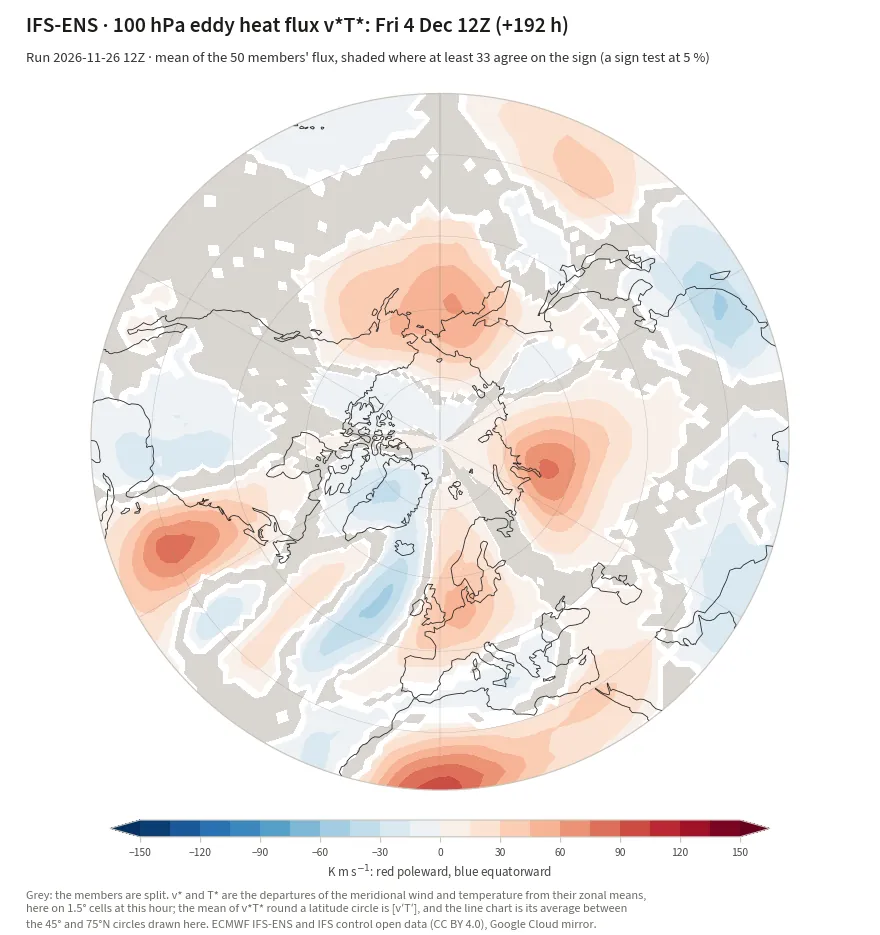 IFS-ENS · 100 hPa eddy heat flux v*T*: Fri 4 Dec 12Z (+192 h)
Run 2026-11-26 12Z · mean of the 50 members' flux, shaded where at least 33 agree on the sign (a sign test at 5 %)
−150 −120 −90 −60 −30 0 30 60 90 120 150
K m s⁻¹: red poleward, blue equatorward
Grey: the members are split. v* and T* are the departures of the meridional wind and temperature from their zonal means,
here on 1.5° cells at this hour; the mean of v*T* round a latitude circle is [v′T′], and the line chart is its average between
the 45° and 75°N circles drawn here. ECMWF IFS-ENS and IFS control open data (CC BY 4.0), Google Cloud mirror.